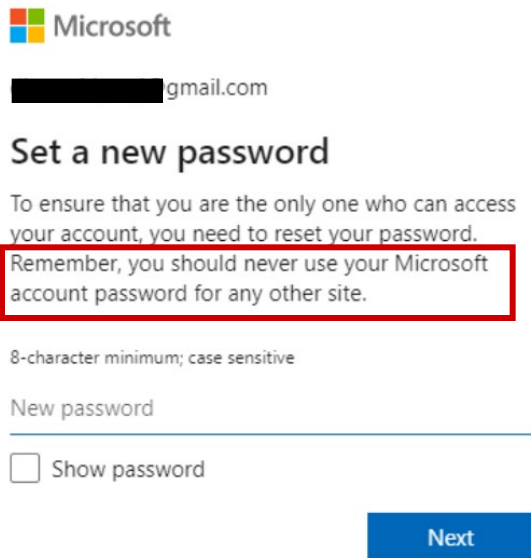 Microsoft
gmail.com
Set a new password
To ensure that you are the only one who can access
your account, you need to reset your password.
Remember, you should never use your Microsoft
account password for any other site.
8-character minimum; case sensitive
New password
Show password
Next